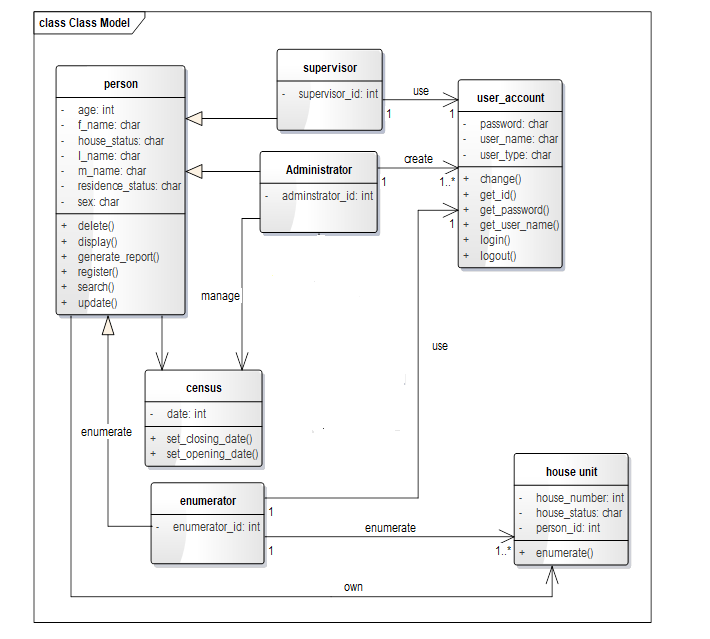 class Class Model
person
- age: int
- f_name: char
- house_status: char
- l_name: char
- m_name: char
- residence_status: char
- sex: char
+ delete()
+ display()
+ generate_report()
+ register()
+ search()
+ update()
supervisor
- supervisor_id: int
use
1
1
user_account
- password: char
- user_name: char
- user_type: char
+ change()
+ get_id()
+ get_password()
+ get_user_name()
+ login()
+ logout()
Administrator
- adminstrator_id: int
create
1
1..*
1
manage
use
census
- date: int
+ set_closing_date()
+ set_opening_date()
enumerate
enumerator
- enumerator_id: int
1
enumerate
1
1..*
house unit
- house_number: int
- house_status: char
- person_id: int
+ enumerate()
own